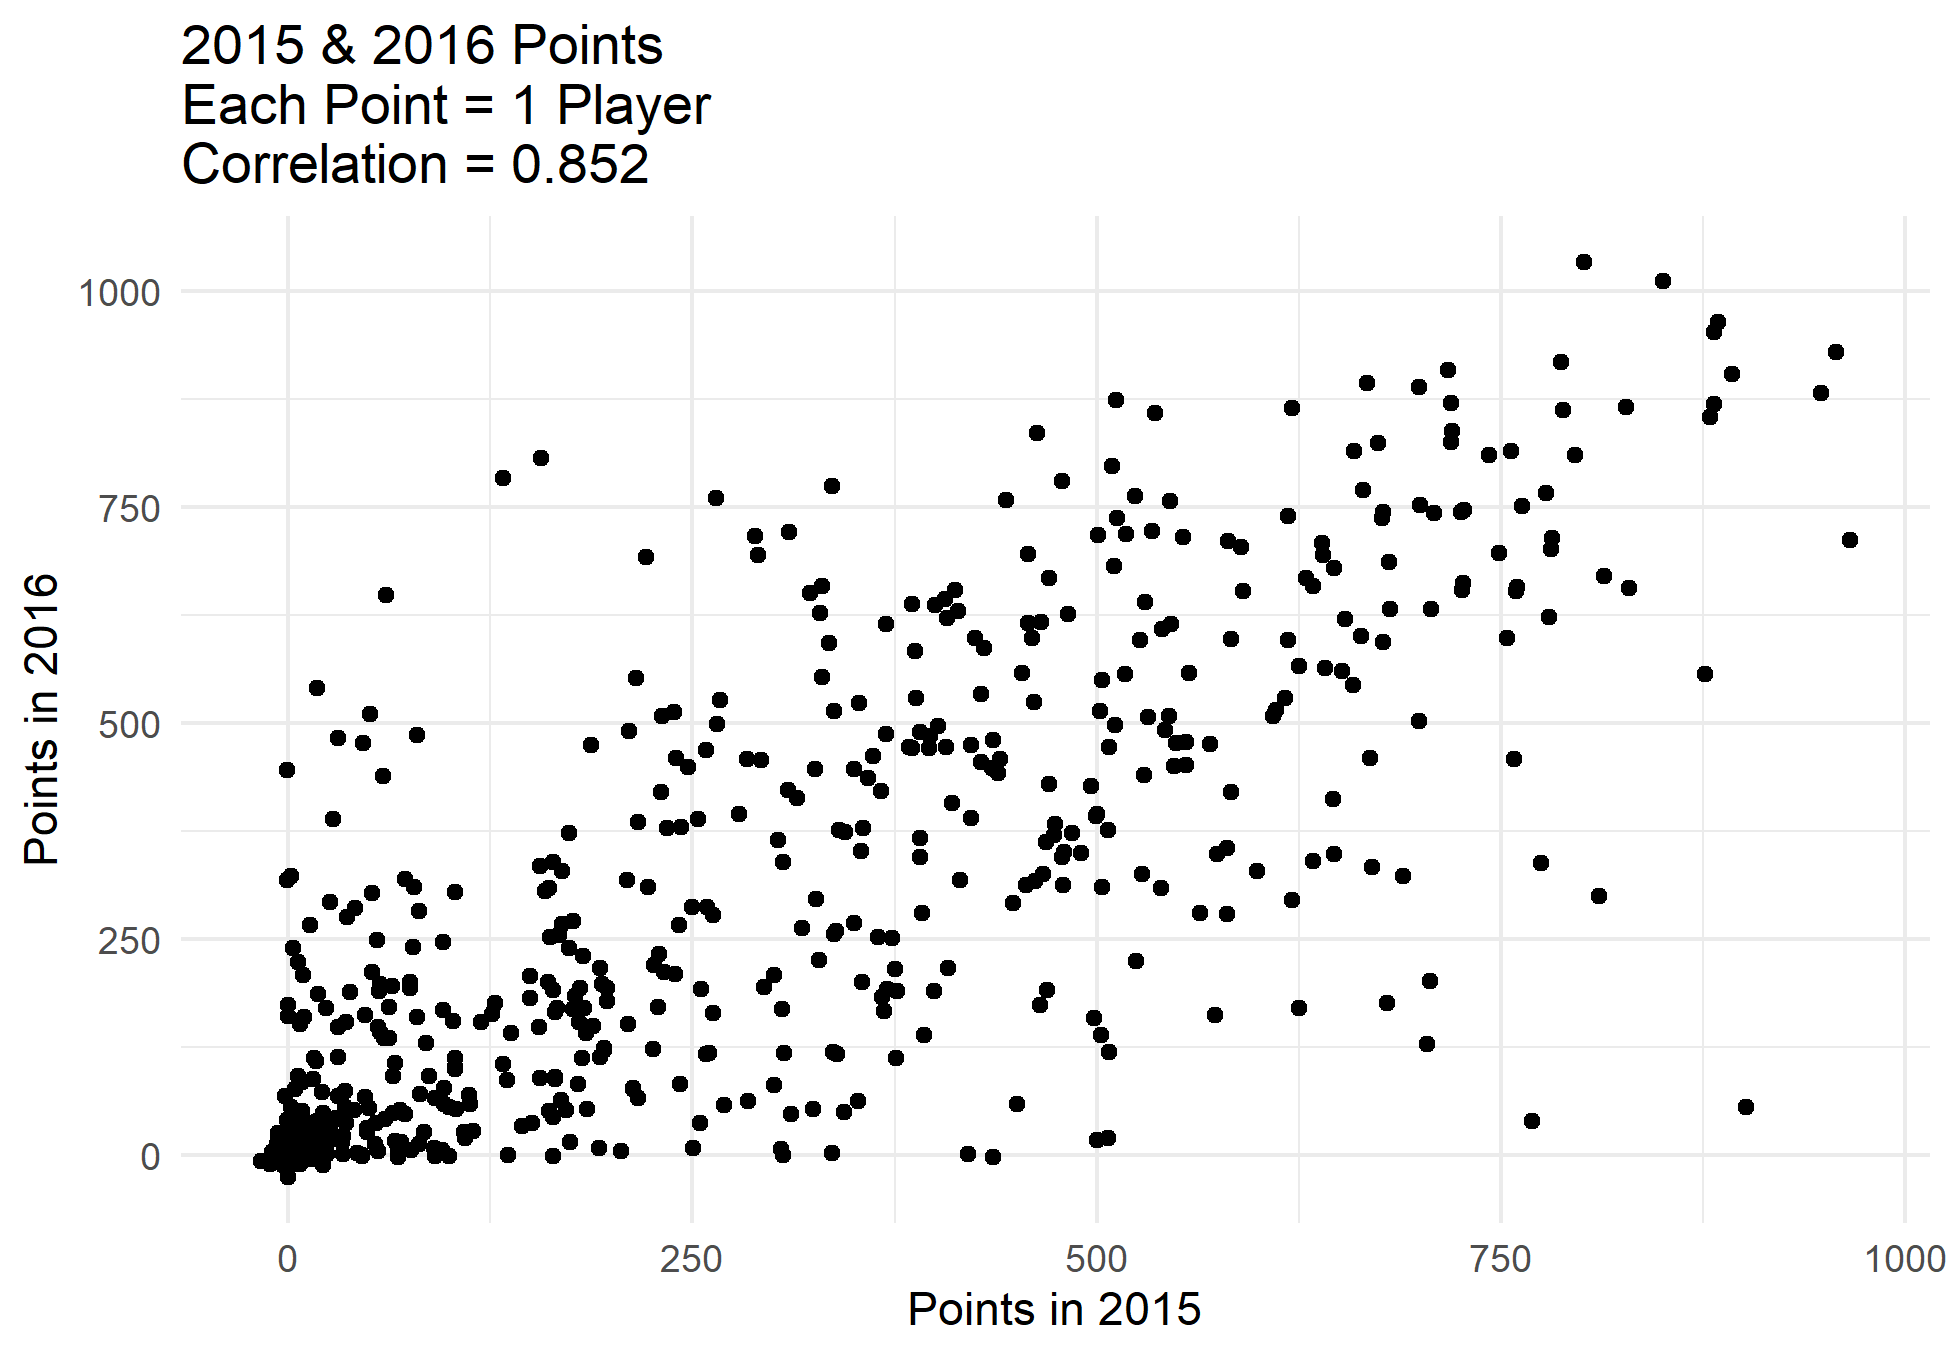 2015 & 2016 Points
Each Point = 1 Player
Correlation = 0.852
1000
750
500
250
0
Points in 2016
0
250
500
750
1000
Points in 2015